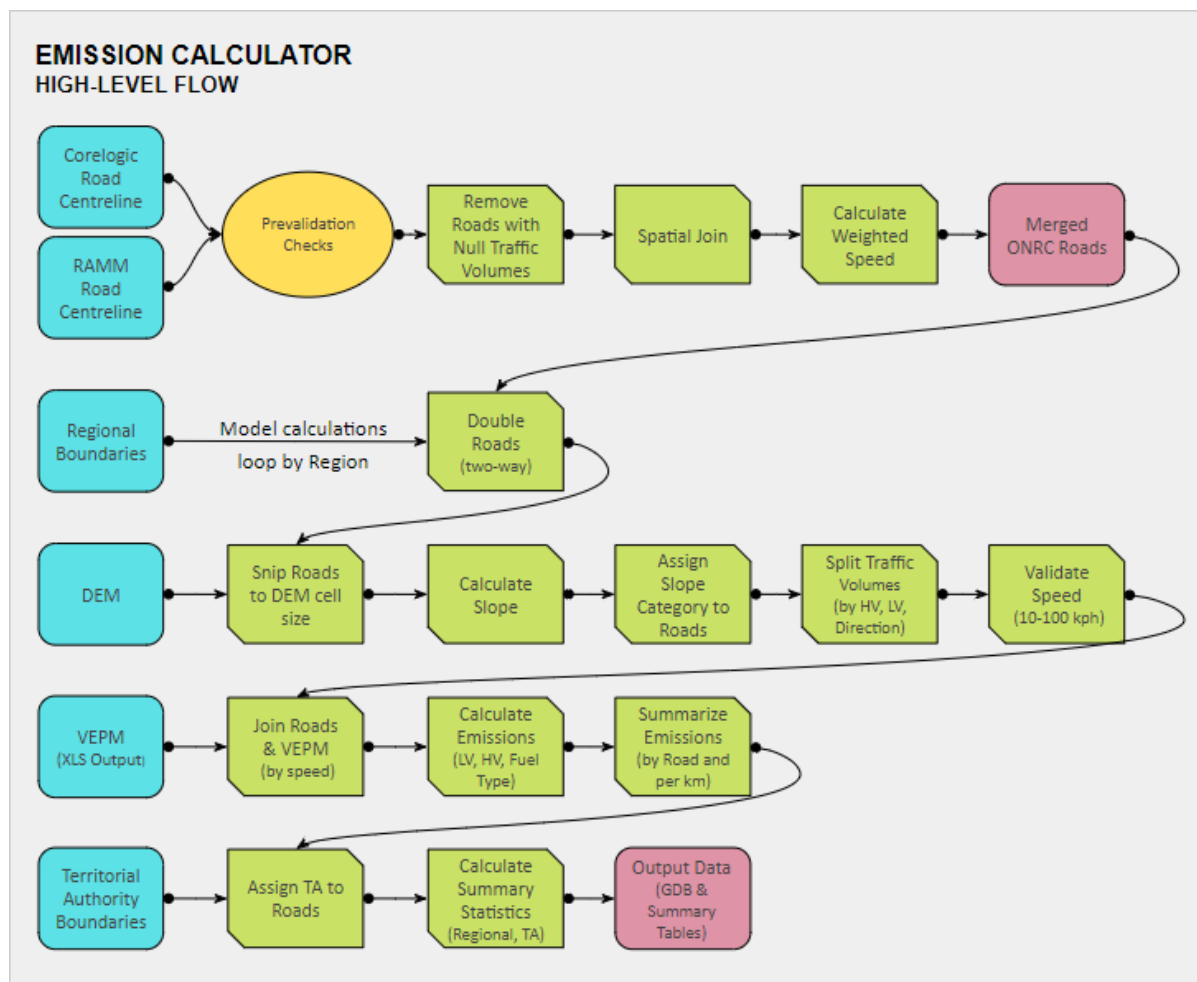 EMISSION CALCULATOR
HIGH-LEVEL FLOW
Corelogic
Road
Centreline
RAMM
Road
Centreline
Prevalidation
Checks
Remove
Roads with
Null Traffic
Volumes
Spatial Join
Calculate
Weighted
Speed
Merged
ONRC Roads
Regional
Boundaries
Model calculations
loop by Region
Double
Roads
(two-way)
DEM
Snip Roads
to DEM cell
size
Calculate
Slope
Assign
Slope
Category to
Roads
Split Traffic
Volumes
(by HV, LV,
Direction)
Validate
Speed
(10-100 kph)
VEPM
(XLS Output)
Join Roads
& VEPM
(by speed)
Calculate
Emissions
(LV, HV, Fuel
Type)
Summarize
Emissions
(by Road and
per km)
Territorial
Authority
Boundaries
Assign TA to
Roads
Calculate
Summary
Statistics
(Regional, TA)
Output Data
(GDB &
Summary
Tables)